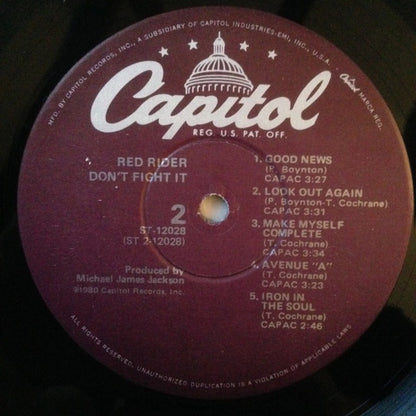 MFD. BY CAPITOL RECORDS, INC., A SUBSIDIARY OF CAPITOL INDUSTRIES-EMI, INC., U.S.A.
Capitol MARCA REG.
Capitol
REG. U.S. PAT. OFF.
RED RIDER
DON'T FIGHT IT
2
ST-12028
(ST 2-12028)
Produced by
Michael James Jackson
℗1980 Capitol Records, Inc.
1. GOOD NEWS
(P. Boynton)
CAPAC 3:27
2. LOOK OUT AGAIN
(P. Boynton-T. Cochrane)
CAPAC 3:31
3. MAKE MYSELF
COMPLETE
(T. Cochrane)
CAPAC 3:34
4. AVENUE "A"
(T. Cochrane)
CAPAC 3:23
5. IRON IN
THE SOUL
(T. Cochrane)
CAPAC 2:46
ALL RIGHTS RESERVED. UNAUTHORIZED DUPLICATION IS A VIOLATION OF APPLICABLE LAWS